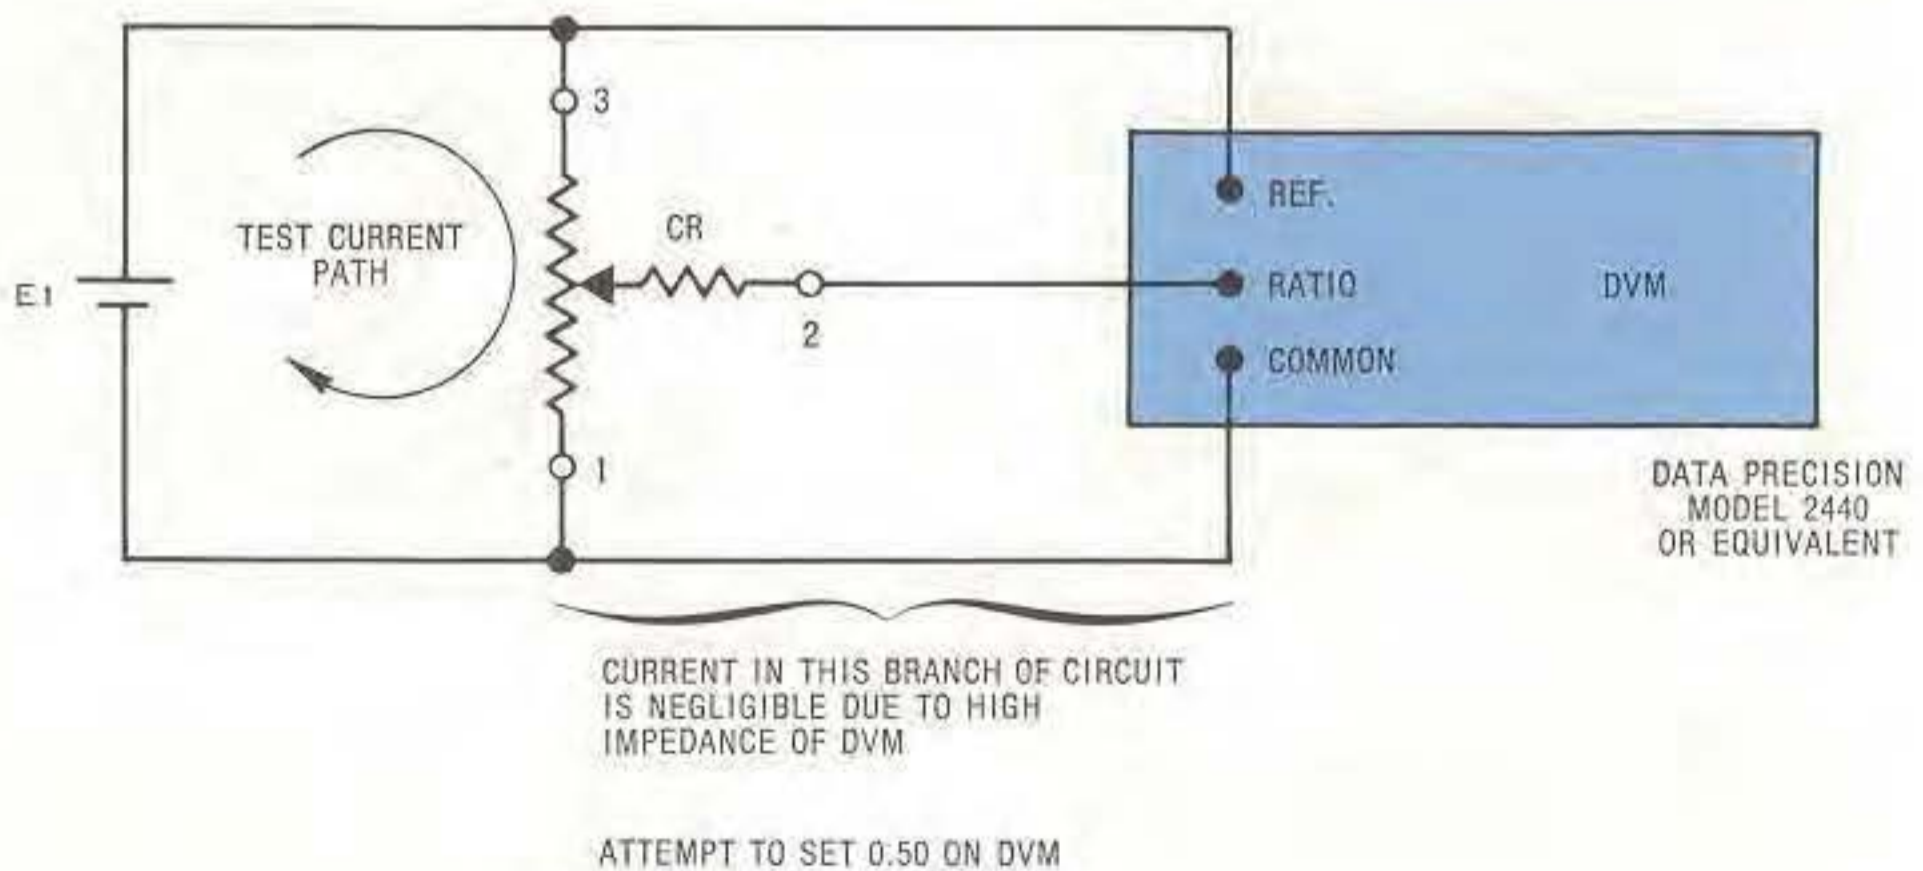 3
TEST CURRENT
PATH
E1
CR
2
1
REF.
RATIO
DVM
COMMON
DATA PRECISION
MODEL 2440
OR EQUIVALENT
CURRENT IN THIS BRANCH OF CIRCUIT
IS NEGLIGIBLE DUE TO HIGH
IMPEDANCE OF DVM
ATTEMPT TO SET 0.50 ON DVM